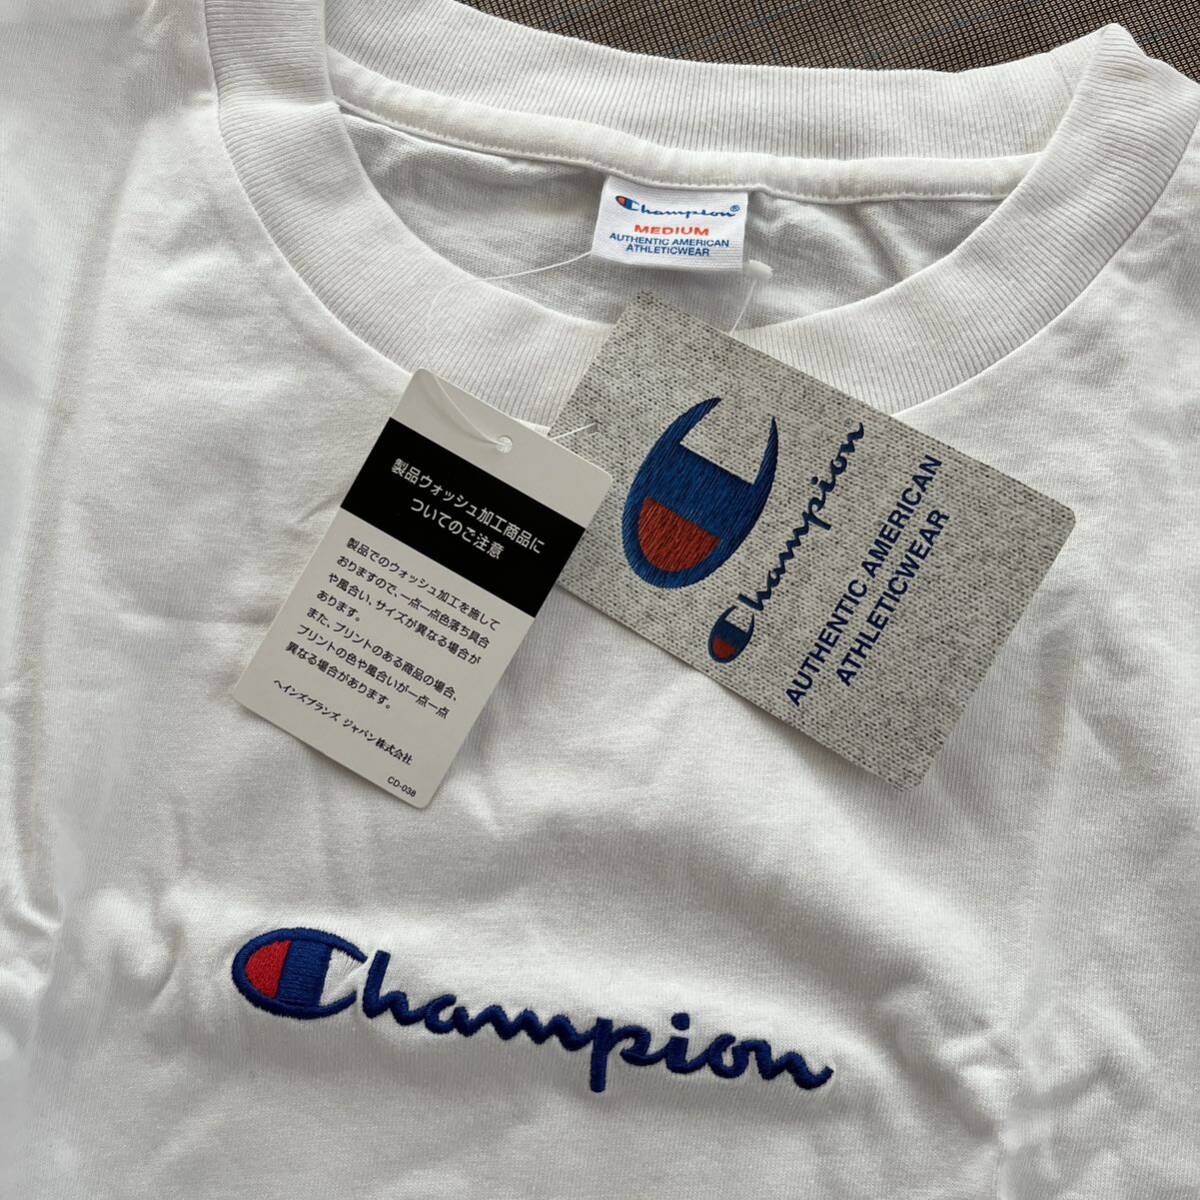 Champion®
MEDIUM
AUTHENTIC AMERICAN
ATHLETICWEAR
Champion
AUTHENTIC AMERICAN
ATHLETICWEAR
製品ウォッシュ加工商品に
ついてのご注意
製品でのウォッシュ加工を施して
おりますので、一点一点色落ち具合
や風合い、サイズが異なる場合が
あります。
また、プリントのある商品の場合、
プリントの色や風合いが一点一点
異なる場合があります。
ヘインズブランズ ジャパン株式会社
CD-038
Champion